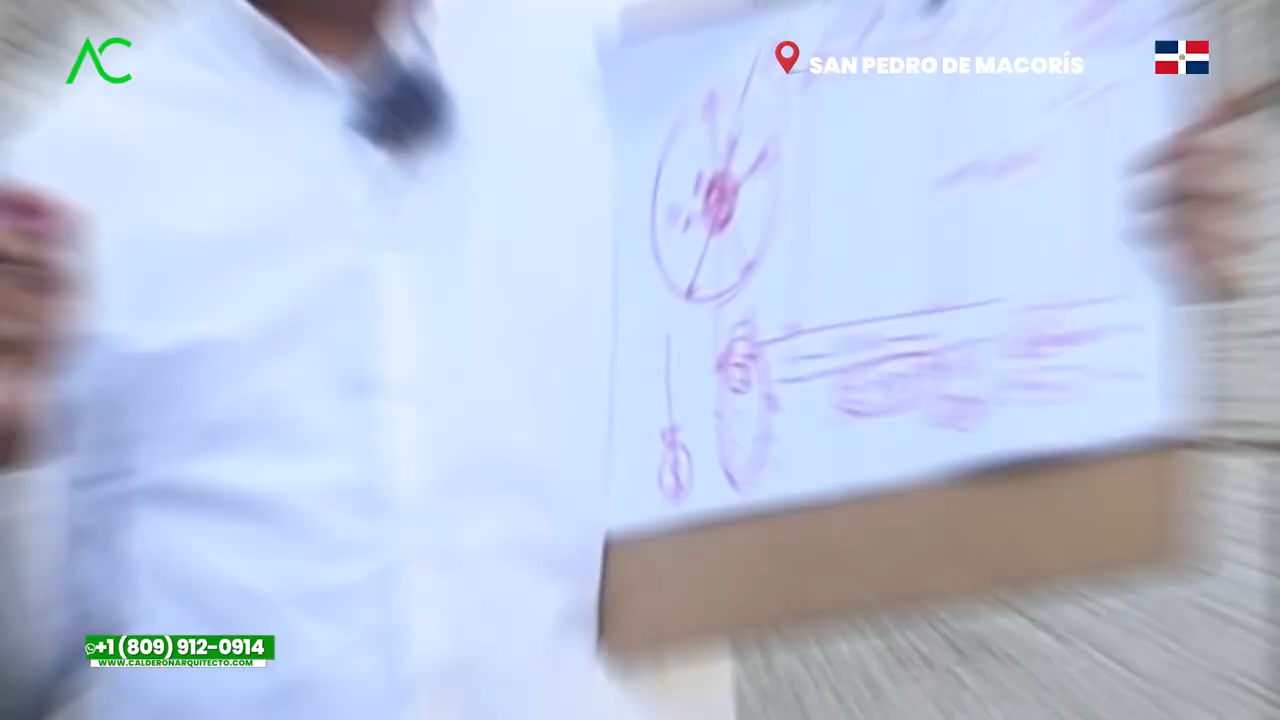 AC
SAN PEDRO DE MACORÍS
+1 (809) 912-0914
WWW.CALDERONARQUITECTO.COM